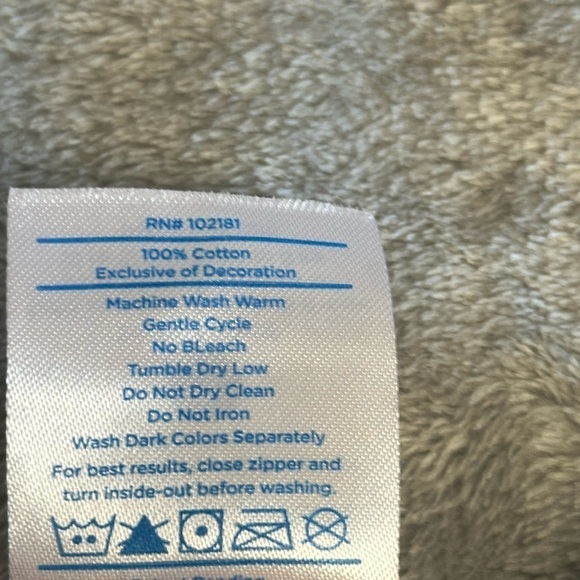 RN# 102181
100% Cotton
Exclusive of Decoration
Machine Wash Warm
Gentle Cycle
No BLeach
Tumble Dry Low
Do Not Dry Clean
Do Not Iron
Wash Dark Colors Separately
For best results, close zipper and
turn inside-out before washing.